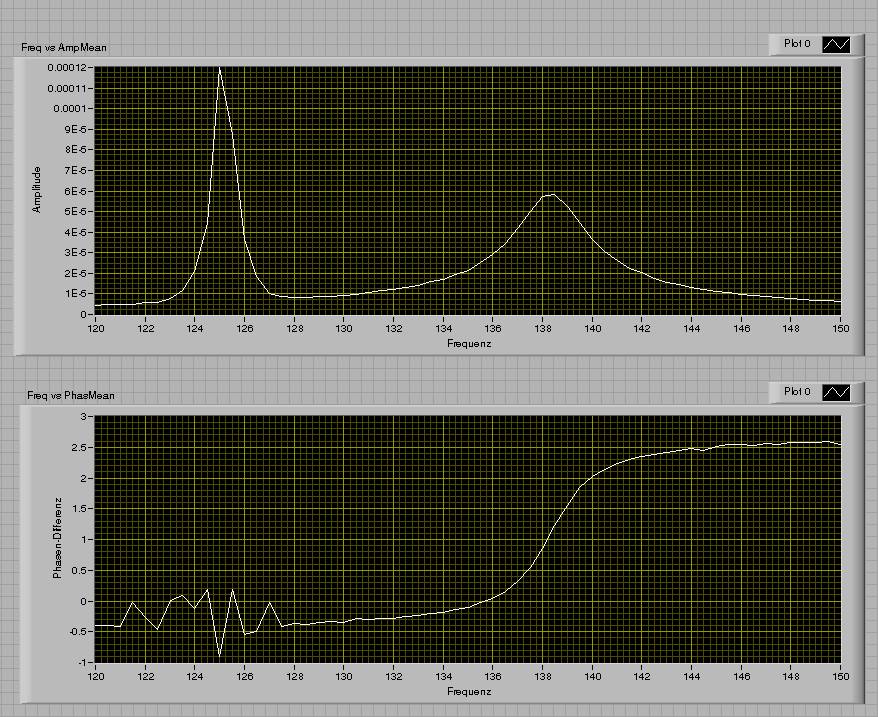 Freq vs AmpMean
Plot 0
Amplitude
0.00012
0.00011
0.0001
9E-5
8E-5
7E-5
6E-5
5E-5
4E-5
3E-5
2E-5
1E-5
0
120 122 124 126 128 130 132 134 136 138 140 142 144 146 148 150
Frequenz
Freq vs PhasMean
Plot 0
Phasen-Differenz
3
2.5
2
1.5
1
0.5
0
-0.5
-1
120 122 124 126 128 130 132 134 136 138 140 142 144 146 148 150
Frequenz